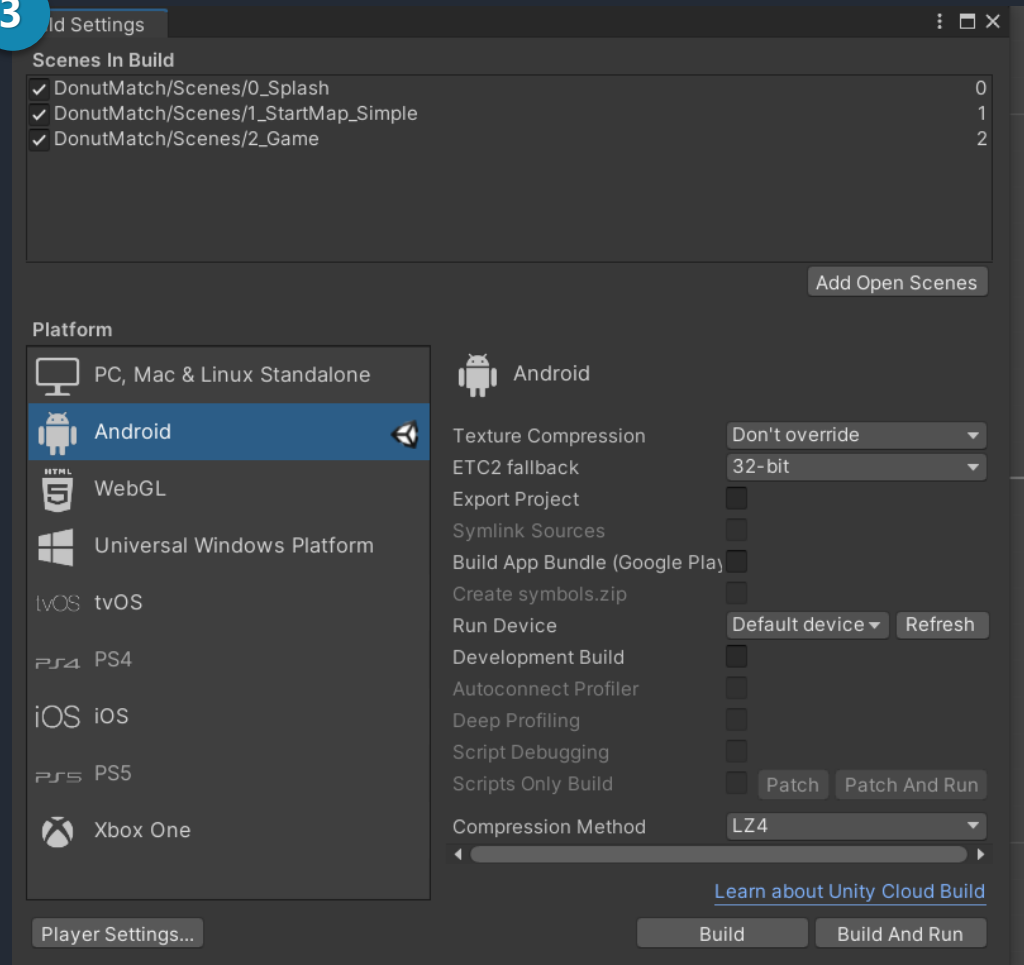 3
ld Settings
Scenes In Build
DonutMatch/Scenes/0_Splash 0
DonutMatch/Scenes/1_StartMap_Simple 1
DonutMatch/Scenes/2_Game 2
Add Open Scenes
Platform
PC, Mac & Linux Standalone
Android
HTML
5 WebGL
Universal Windows Platform
tvOS tvOS
PS4 PS4
iOS iOS
PS5 PS5
Xbox One
Android
Texture Compression Don't override
ETC2 fallback 32-bit
Export Project
Symlink Sources
Build App Bundle (Google Play
Create symbols.zip
Run Device Default device Refresh
Development Build
Autoconnect Profiler
Deep Profiling
Script Debugging
Scripts Only Build Patch Patch And Run
Compression Method LZ4
Learn about Unity Cloud Build
Player Settings... Build Build And Run